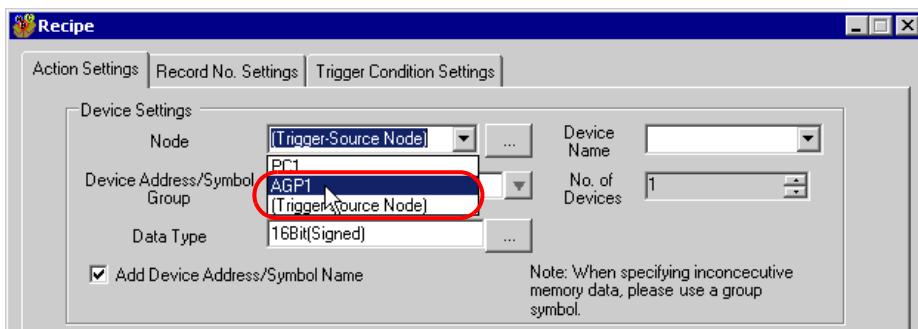 Recipe
Action Settings
Record No. Settings
Trigger Condition Settings
Device Settings
Node
(Trigger-Source Node)
...
Device
Name
PC1
AGP1
(Trigger-Source Node)
Device Address/Symbol
Group
No. of
Devices
1
Data Type
16Bit(Signed)
...
Add Device Address/Symbol Name
Note: When specifying inconcecutive
memory data, please use a group
symbol.